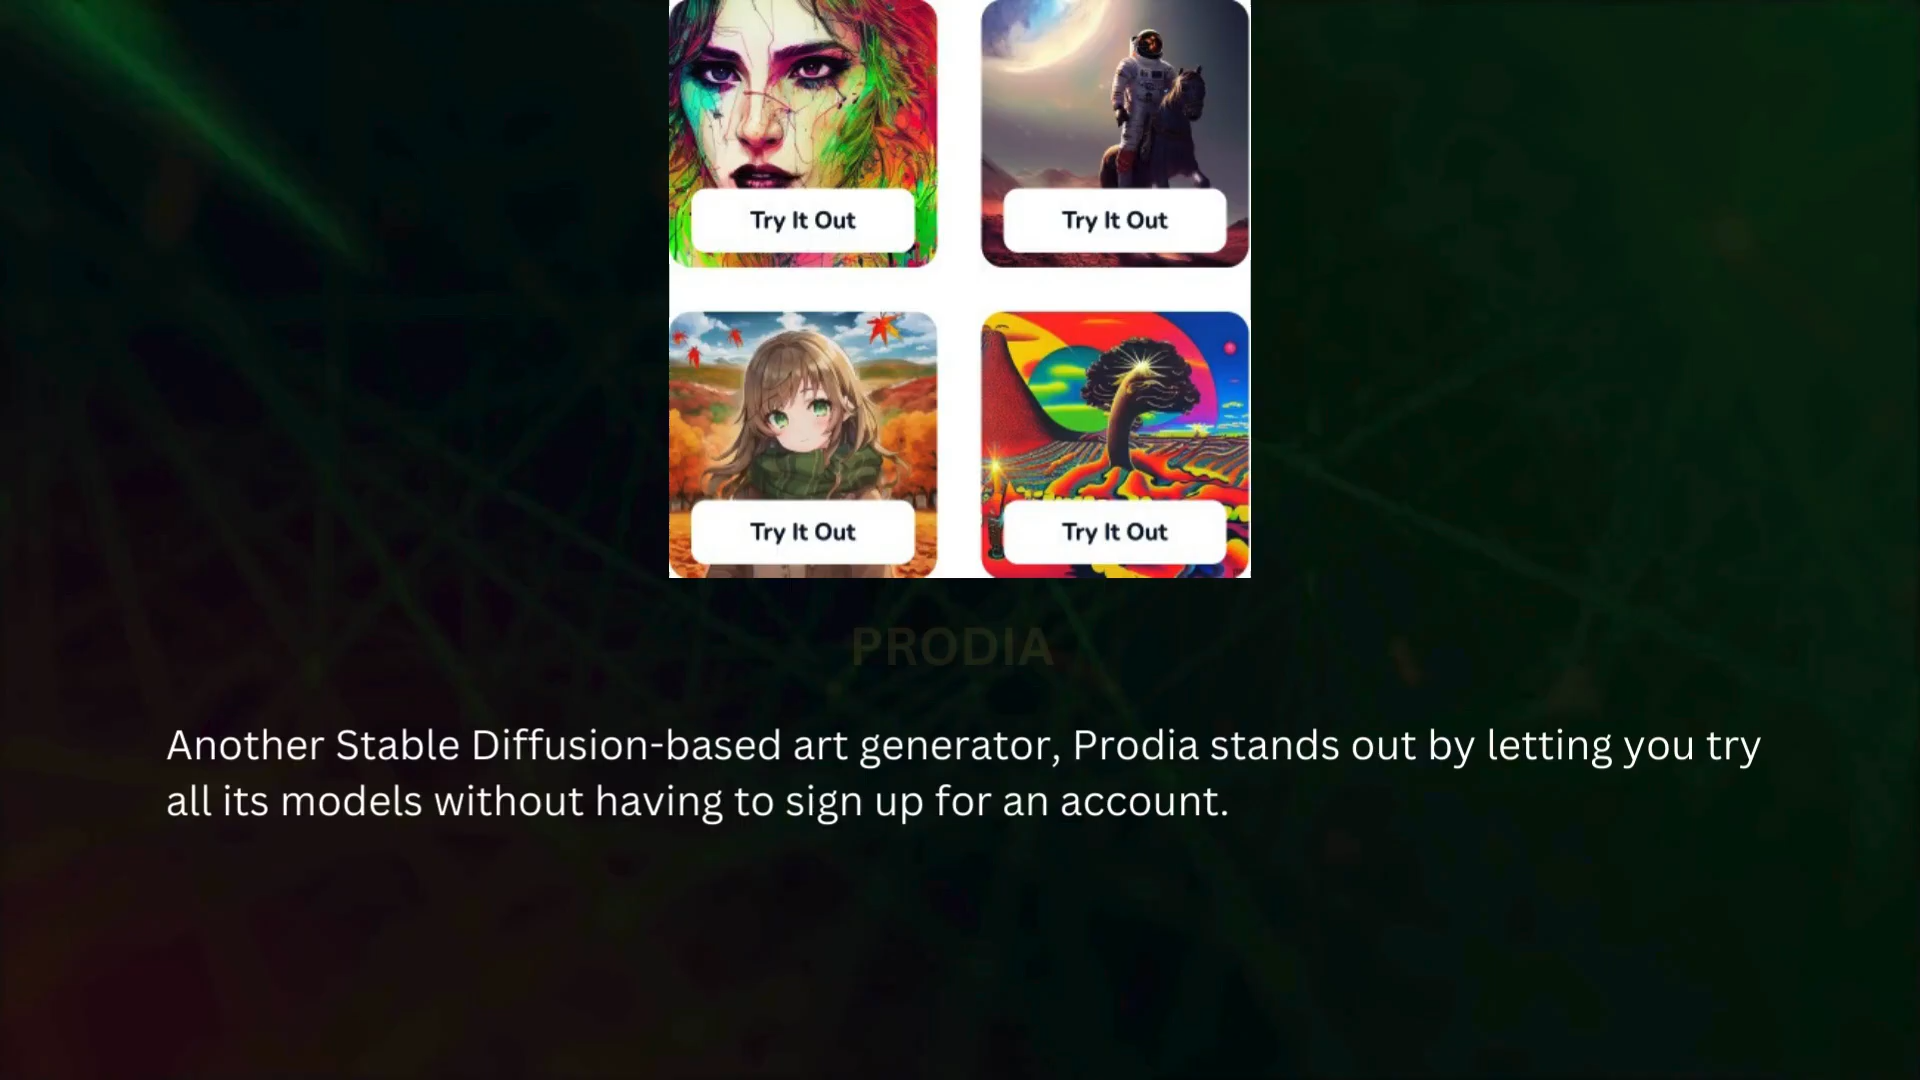 Try It Out
Try It Out
Try It Out
Try It Out
PRODIA
Another Stable Diffusion-based art generator, Prodia stands out by letting you try
all its models without having to sign up for an account.